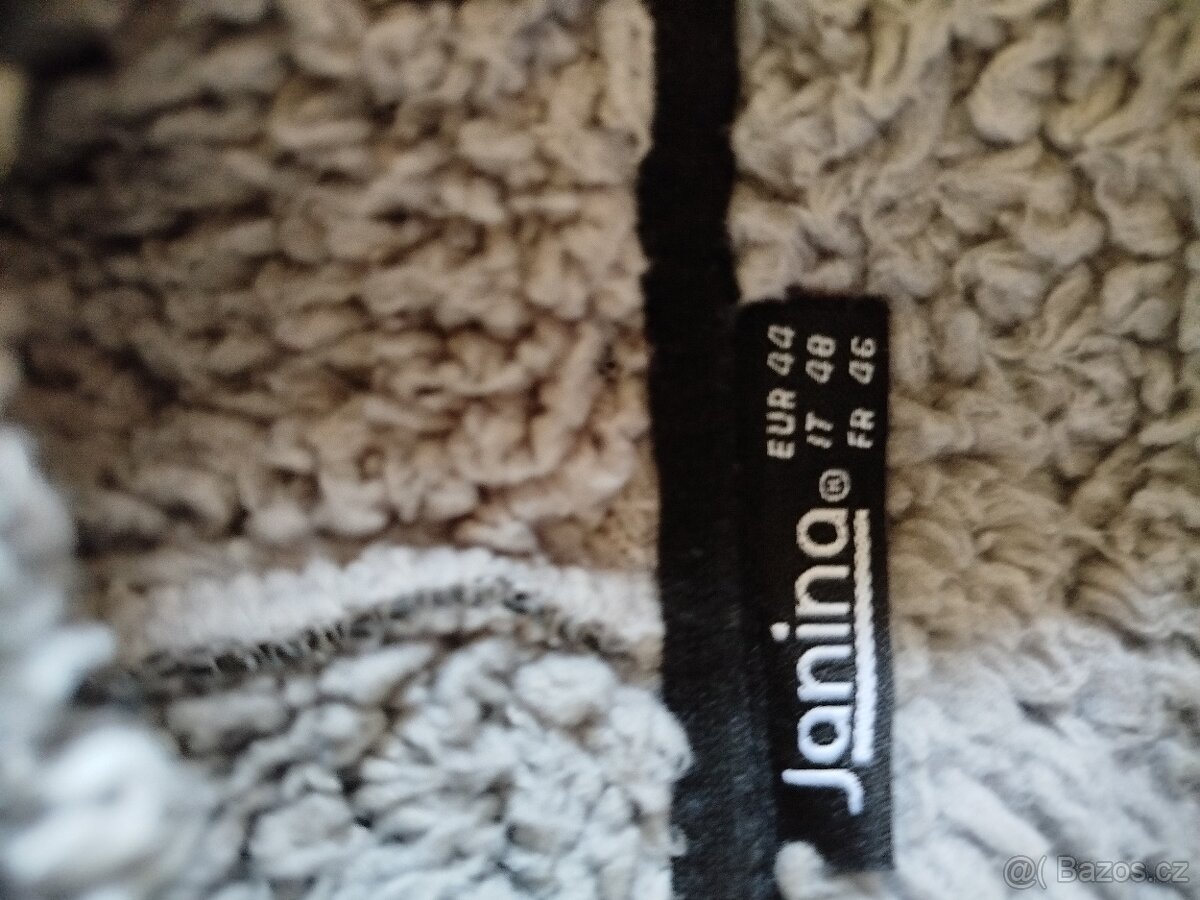 Janina®
EUR 44
IT 48
FR 46
@( Bazos.cz